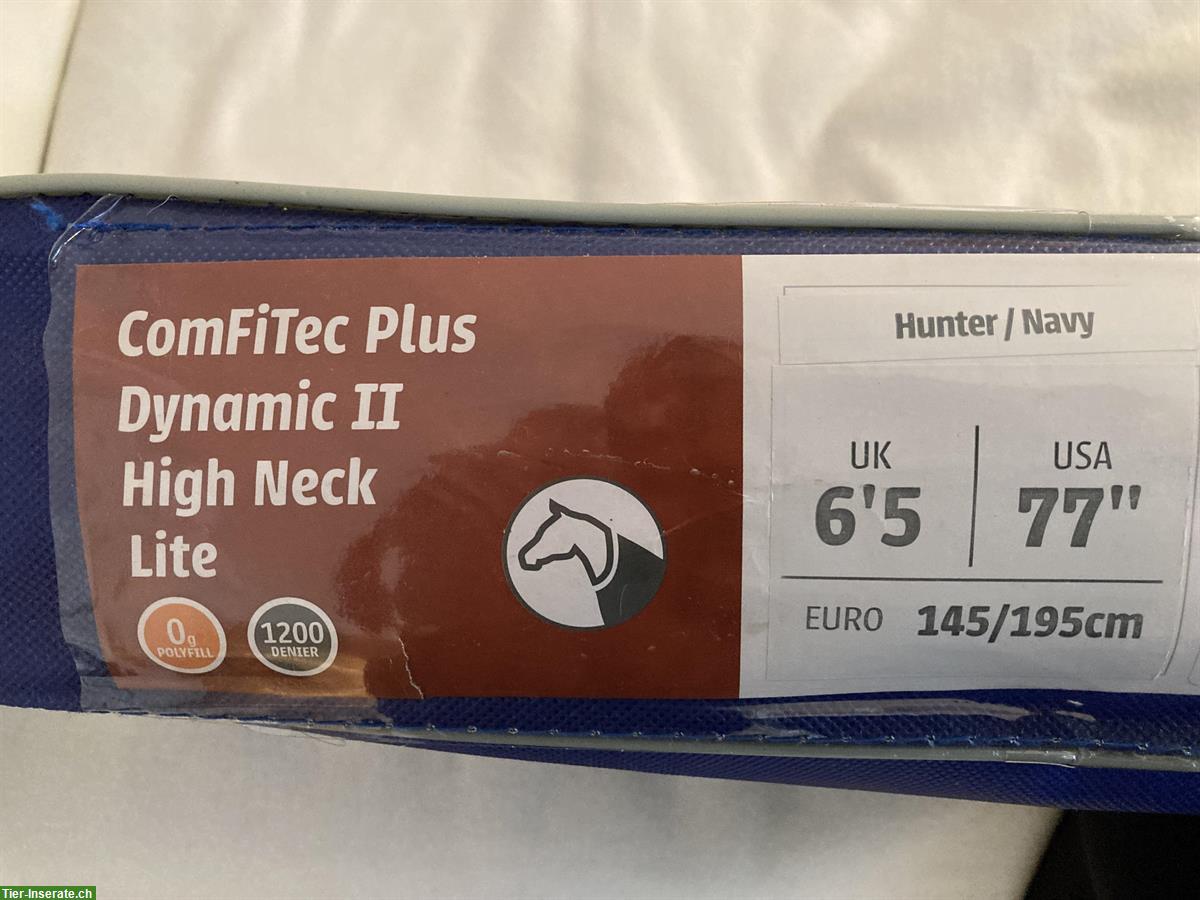 ComFiTec Plus
Dynamic II
High Neck
Lite
0g
POLYFILL
1200
DENIER
Hunter / Navy
UK
6'5
USA
77"
EURO 145/195cm
Tier-Inserate.ch